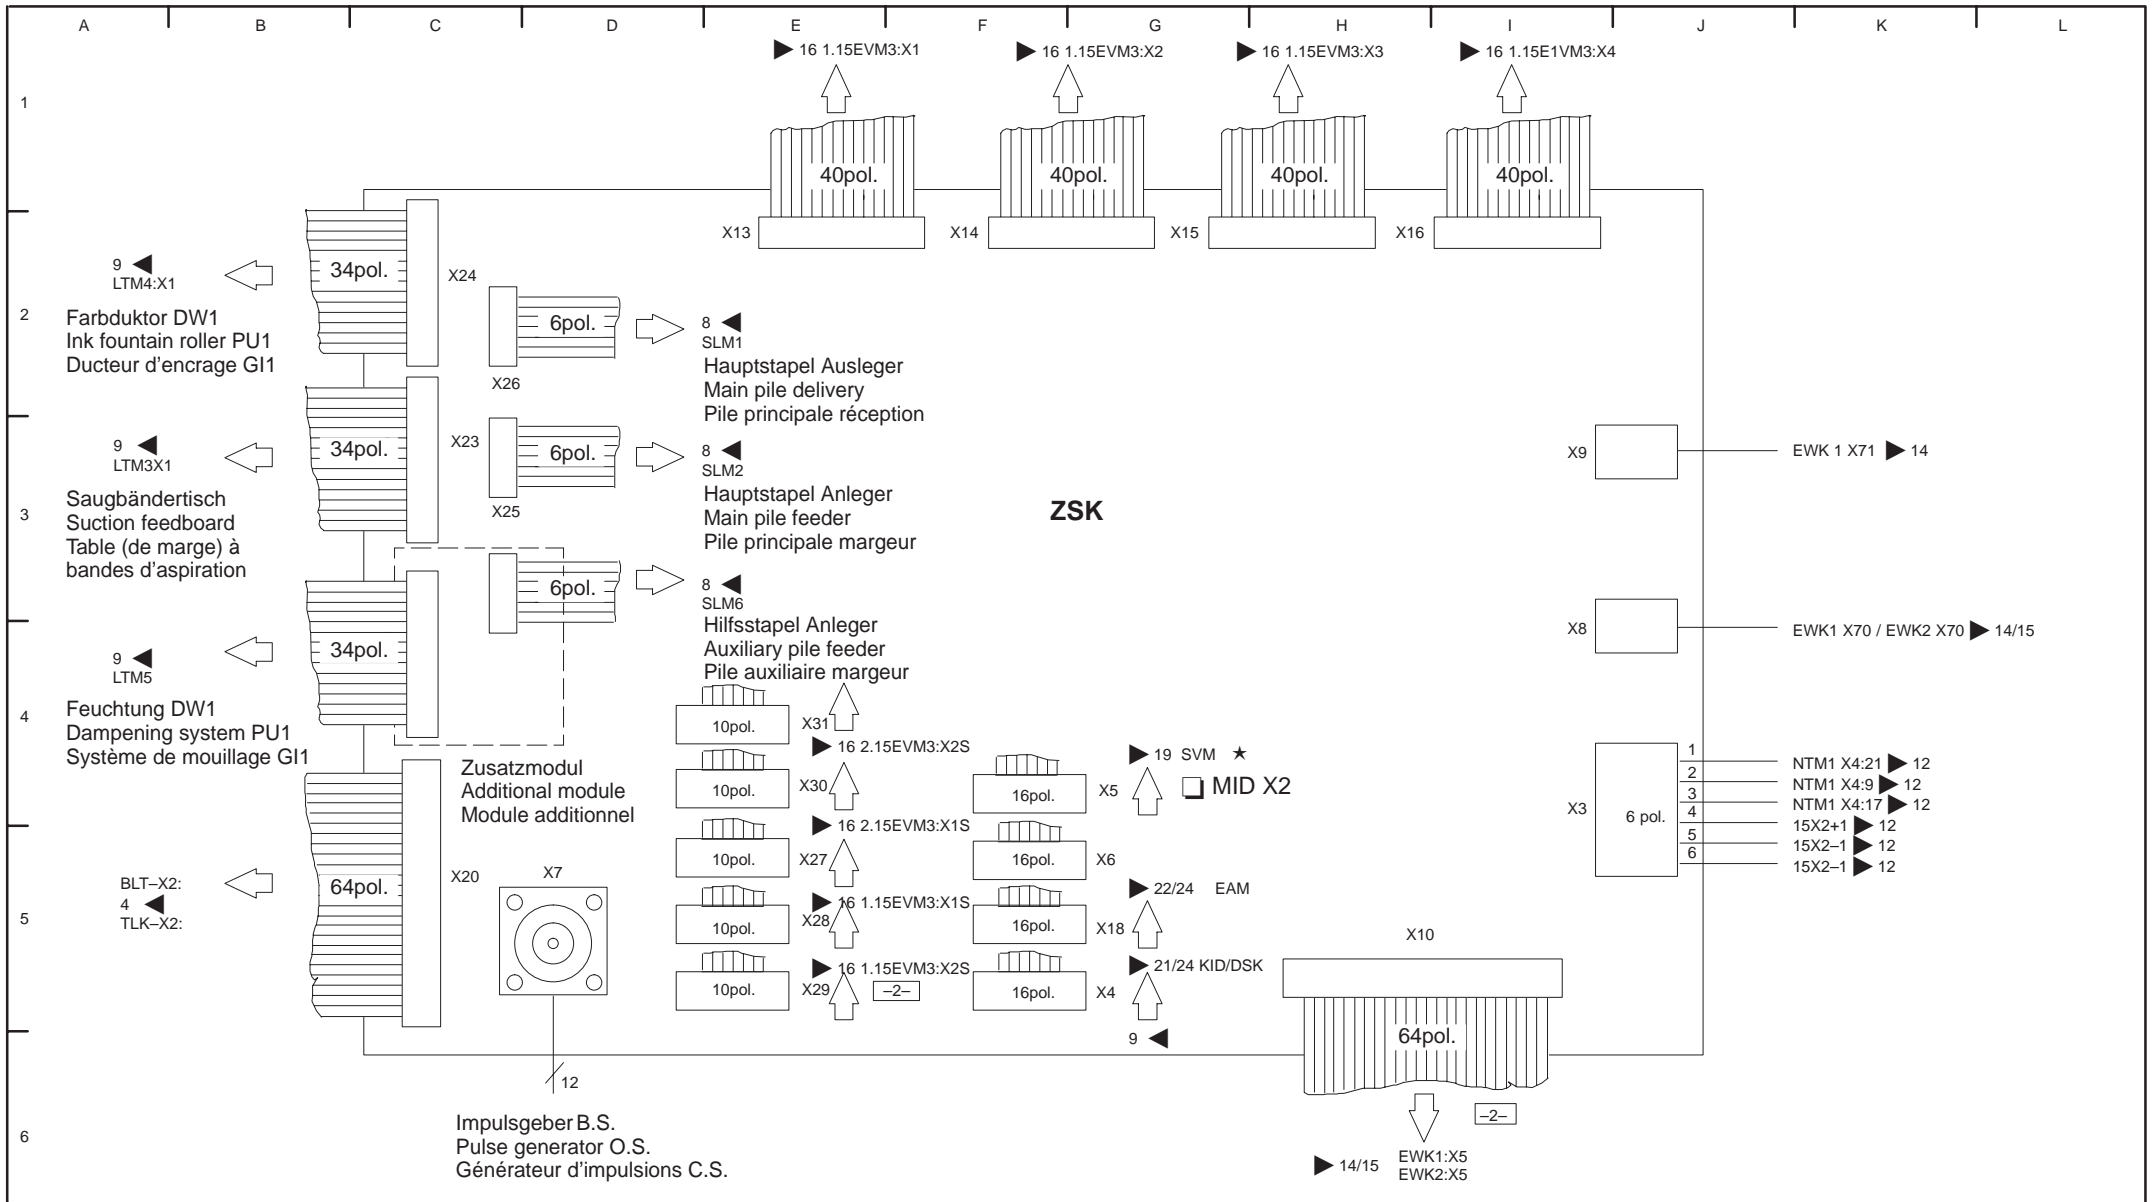 A B C D E F G H I J K L
16 1.15EVM3:X1
16 1.15EVM3:X2
16 1.15EVM3:X3
16 1.15E1VM3:X4
1
40pol.
40pol.
40pol.
40pol.
X13
X14
X15
X16
9
LTM4:X1
34pol.
X24
2
Farbduktor DW1
Ink fountain roller PU1
Ducteur d’encrage GI1
6pol.
X26
8
SLM1
Hauptstapel Ausleger
Main pile delivery
Pile principale réception
9
LTM3X1
34pol.
X23
6pol.
X25
8
SLM2
Hauptstapel Anleger
Main pile feeder
Pile principale margeur
3
Saugbändertisch
Suction feedboard
Table (de marge) à
bandes d’aspiration
ZSK
X9
EWK 1 X71 14
6pol.
8
SLM6
Hilfsstapel Anleger
Auxiliary pile feeder
Pile auxiliaire margeur
X8
EWK1 X70 / EWK2 X70 14/15
9
LTM5
34pol.
4
Feuchtung DW1
Dampening system PU1
Système de mouillage GI1
Zusatzmodul
Additional module
Module additionnel
10pol.
X31
16 2.15EVM3:X2S
10pol.
X30
16 2.15EVM3:X1S
10pol.
X27
16 1.15EVM3:X1S
10pol.
X28
16 1.15EVM3:X2S
10pol.
X29
–2–
19 SVM ★
❏ MID X2
16pol.
X5
16pol.
X6
22/24 EAM
16pol.
X18
21/24 KID/DSK
16pol.
X4
9
X3
6 pol.
1
NTM1 X4:21 12
2
NTM1 X4:9 12
3
NTM1 X4:17 12
4
15X2+1 12
5
15X2–1 12
6
15X2–1 12
5
BLT–X2:
4
TLK–X2:
64pol.
X20
X7
12
X10
64pol.
–2–
6
Impulsgeber B.S.
Pulse generator O.S.
Générateur d’impulsions C.S.
14/15
EWK1:X5
EWK2:X5